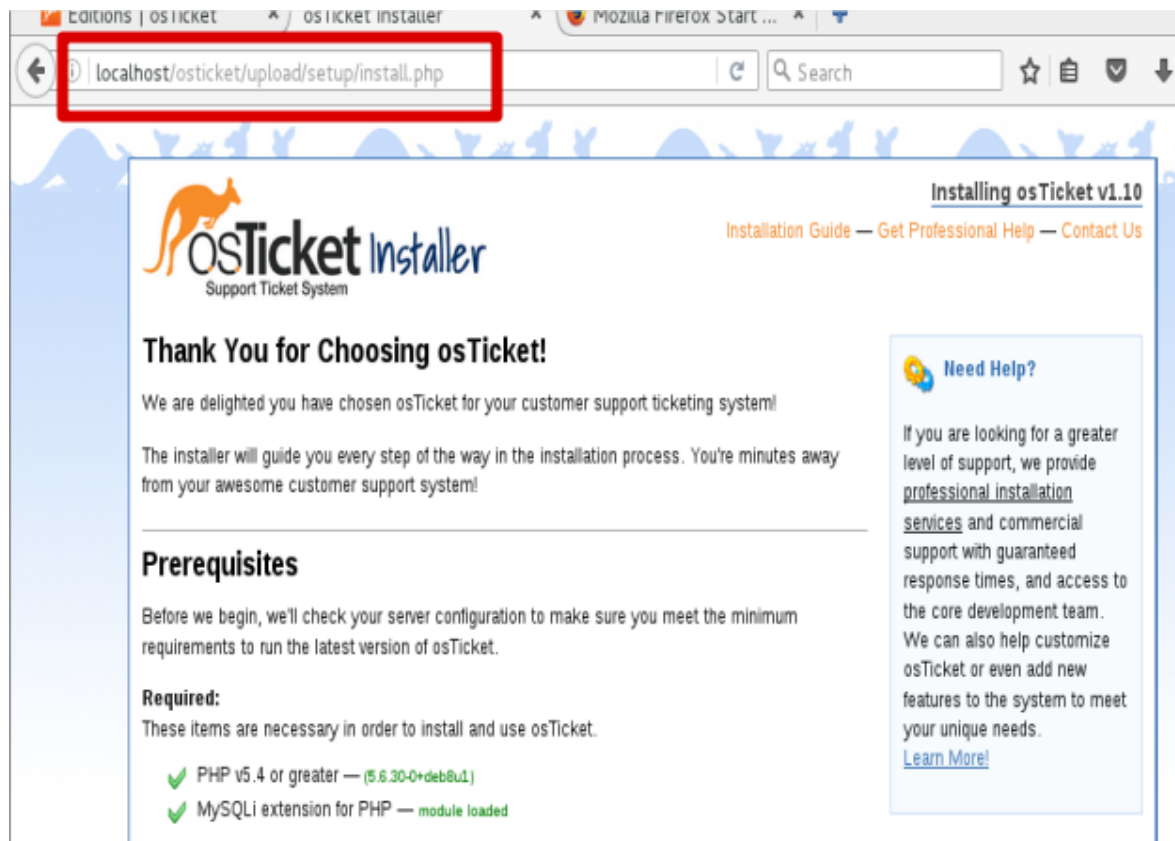 Editions | osTicket
osTicket Installer
Mozilla Firefox Start ...
localhost/osticket/upload/setup/install.php
Search
osTicket Installer
Support Ticket System
Installing osTicket v1.10
Installation Guide — Get Professional Help — Contact Us
Thank You for Choosing osTicket!
We are delighted you have chosen osTicket for your customer support ticketing system!
The installer will guide you every step of the way in the installation process. You're minutes away
from your awesome customer support system!
Prerequisites
Before we begin, we'll check your server configuration to make sure you meet the minimum
requirements to run the latest version of osTicket.
Required:
These items are necessary in order to install and use osTicket.
PHP v5.4 or greater — (5.6.30-0+deb8u1)
MySQLi extension for PHP — module loaded
Need Help?
If you are looking for a greater
level of support, we provide
professional installation
services and commercial
support with guaranteed
response times, and access to
the core development team.
We can also help customize
osTicket or even add new
features to the system to meet
your unique needs.
Learn More!